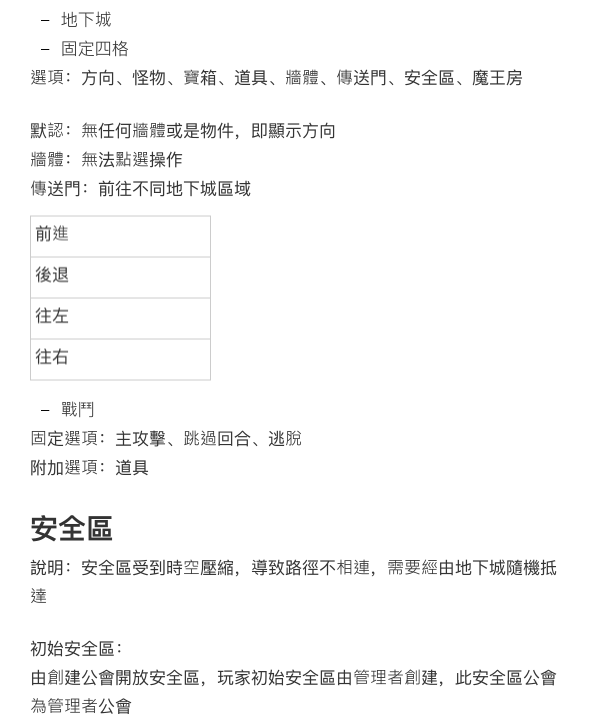 – 地下城
– 固定四格
選項：方向、怪物、寶箱、道具、牆體、傳送門、安全區、魔王房
默認：無任何牆體或是物件，即顯示方向
牆體：無法點選操作
傳送門：前往不同地下城區域
前進
後退
往左
往右
– 戰鬥
固定選項：主攻擊、跳過回合、逃脫
附加選項：道具
安全區
說明：安全區受到時空壓縮，導致路徑不相連，需要經由地下城隨機抵
達
初始安全區：
由創建公會開放安全區，玩家初始安全區由管理者創建，此安全區公會
為管理者公會